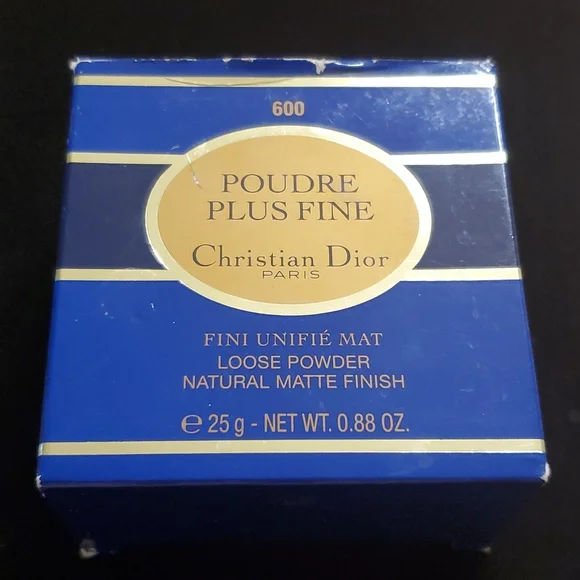 600
POUDRE
PLUS FINE
Christian Dior
PARIS
FINI UNIFIÉ MAT
LOOSE POWDER
NATURAL MATTE FINISH
℮ 25 g - NET WT. 0.88 OZ.